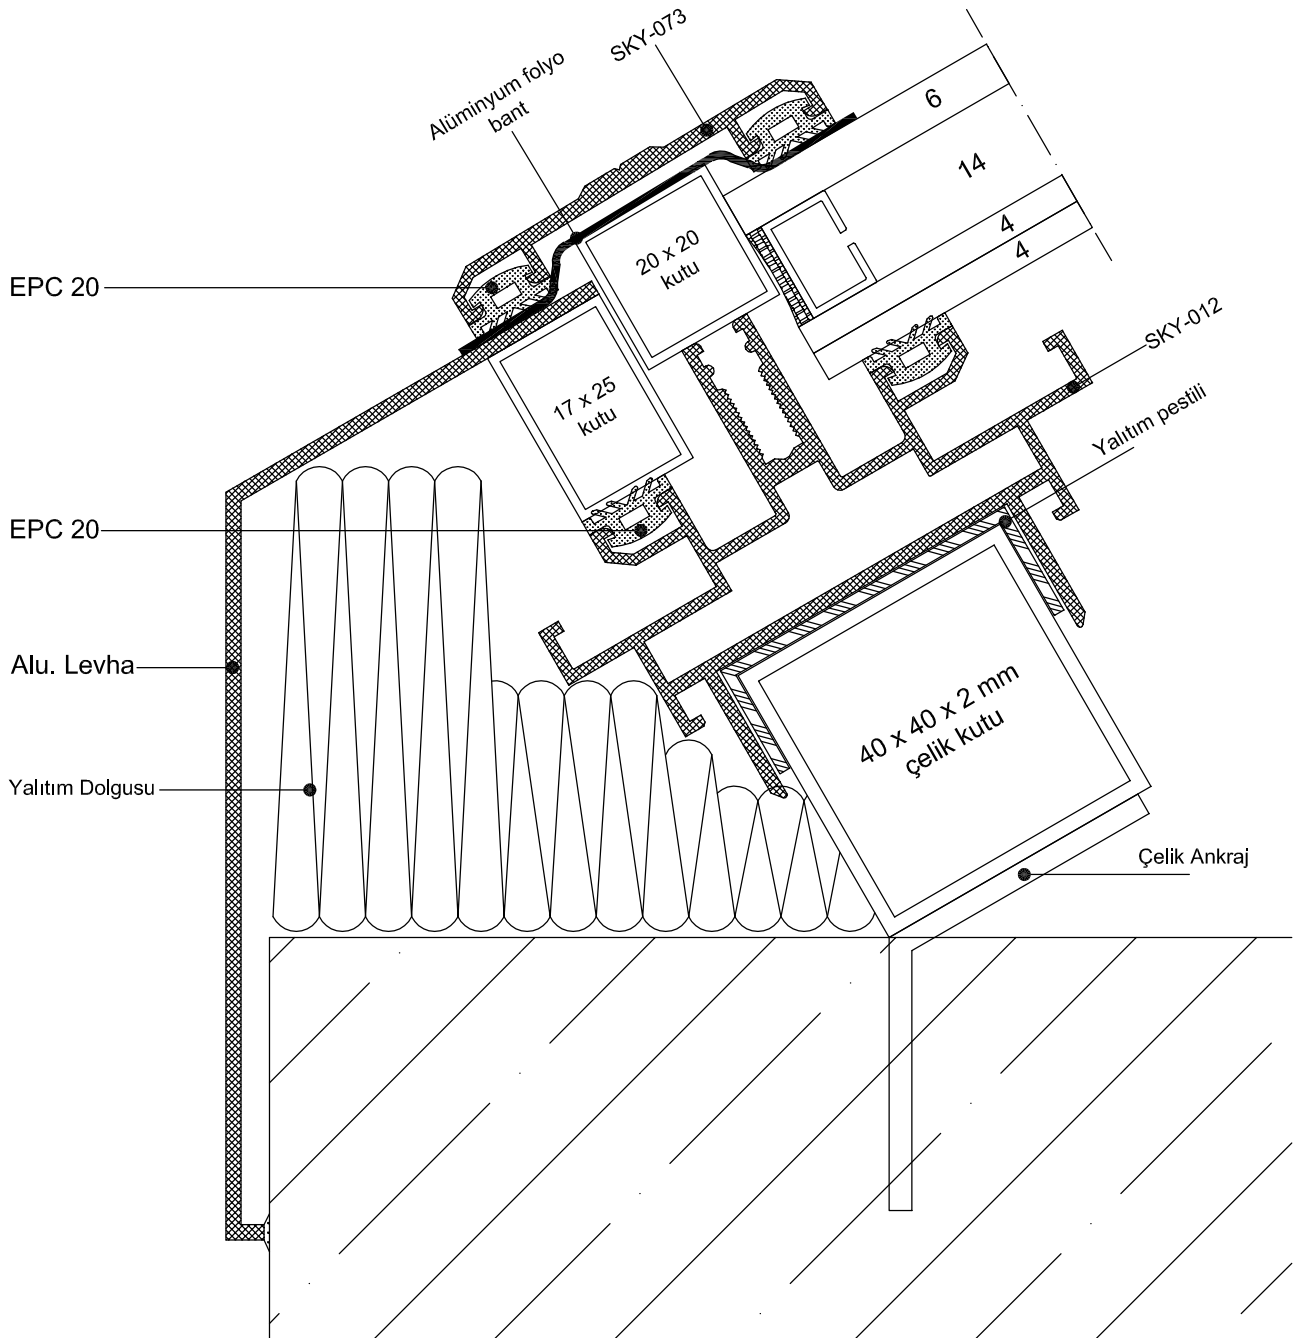 SKY-073
Alüminyum folyo
bant
6
14
4
4
20 x 20
kutu
EPC 20
SKY-012
17 x 25
kutu
Yalıtım pestili
EPC 20
Alu. Levha
40 x 40 x 2 mm
çelik kutu
Yalıtım Dolgusu
Çelik Ankraj